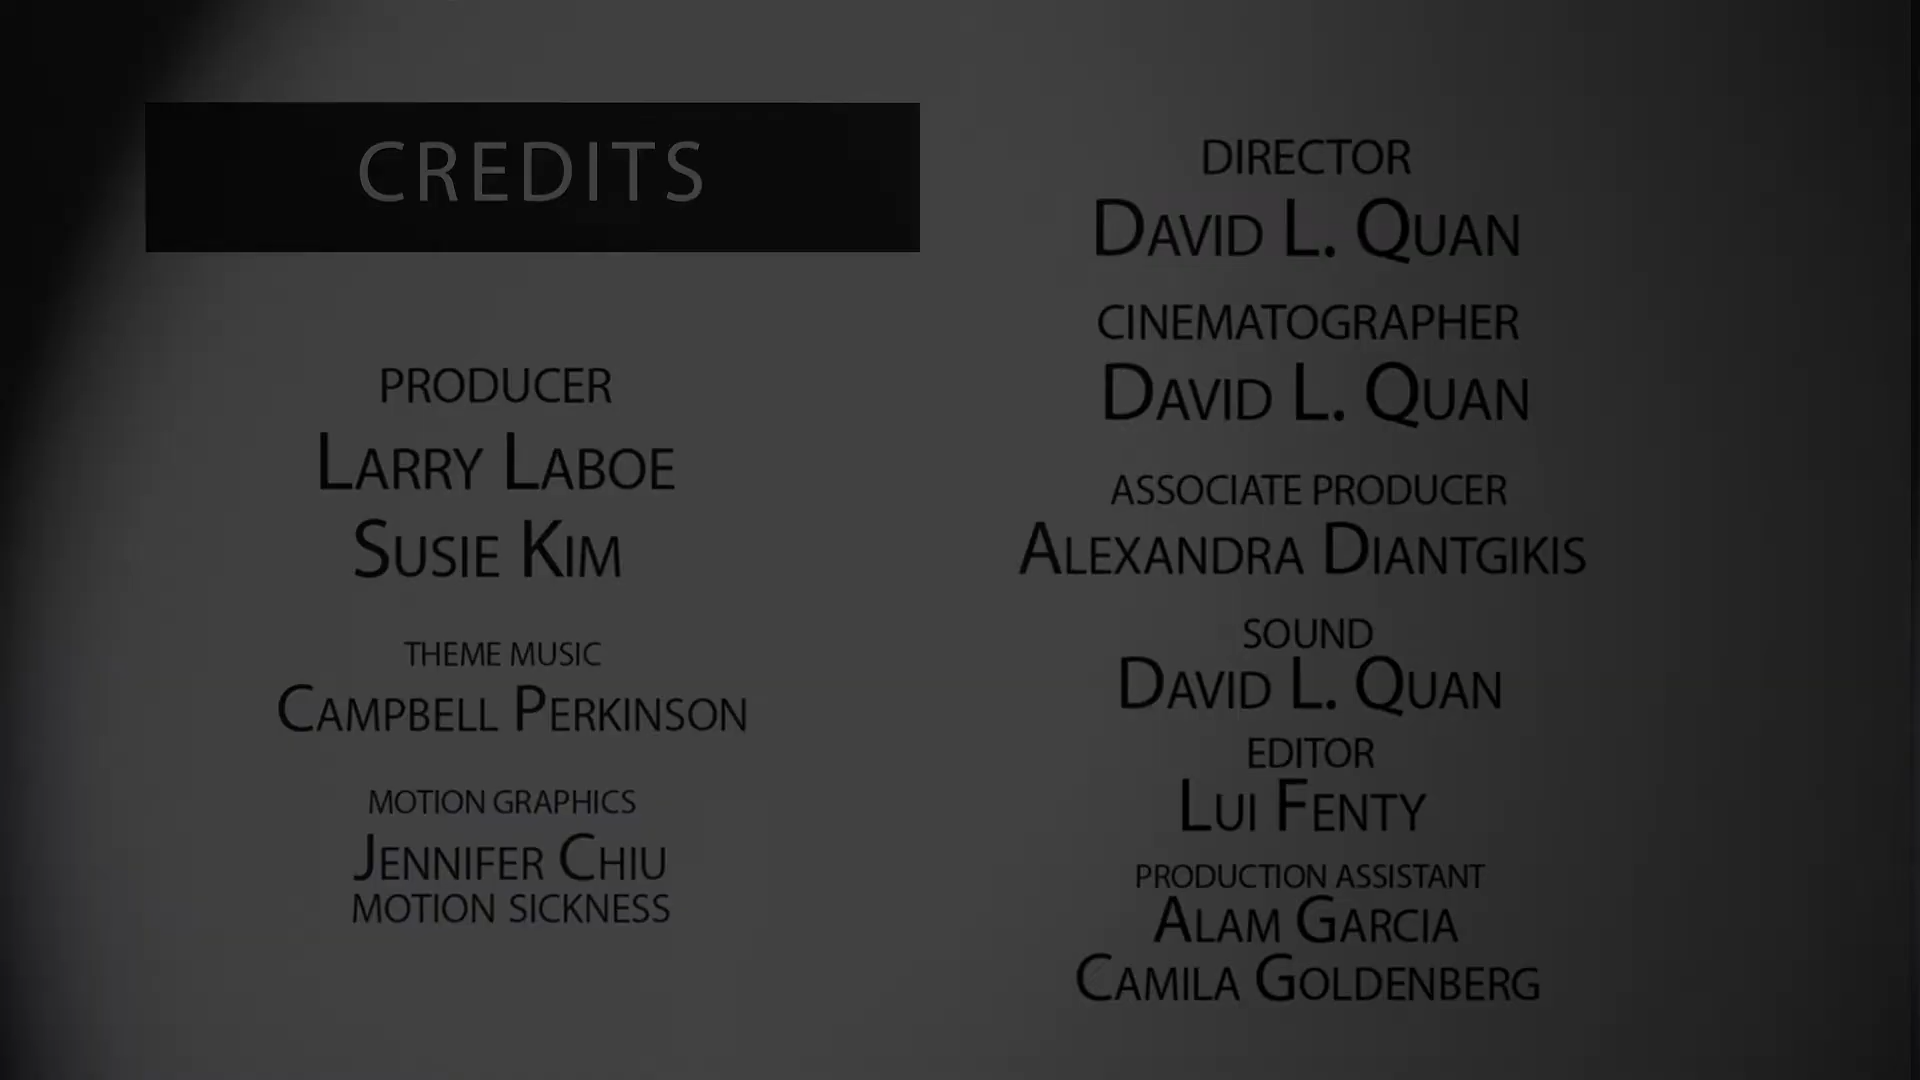 CREDITS
PRODUCER
LARRY LABOE
SUSIE KIM
THEME MUSIC
CAMPBELL PERKINSON
MOTION GRAPHICS
JENNIFER CHIU
MOTION SICKNESS
DIRECTOR
DAVID L. QUAN
CINEMATOGRAPHER
DAVID L. QUAN
ASSOCIATE PRODUCER
ALEXANDRA DIANTGIKIS
SOUND
DAVID L. QUAN
EDITOR
LUI FENTY
PRODUCTION ASSISTANT
ALAM GARCIA
CAMILA GOLDENBERG